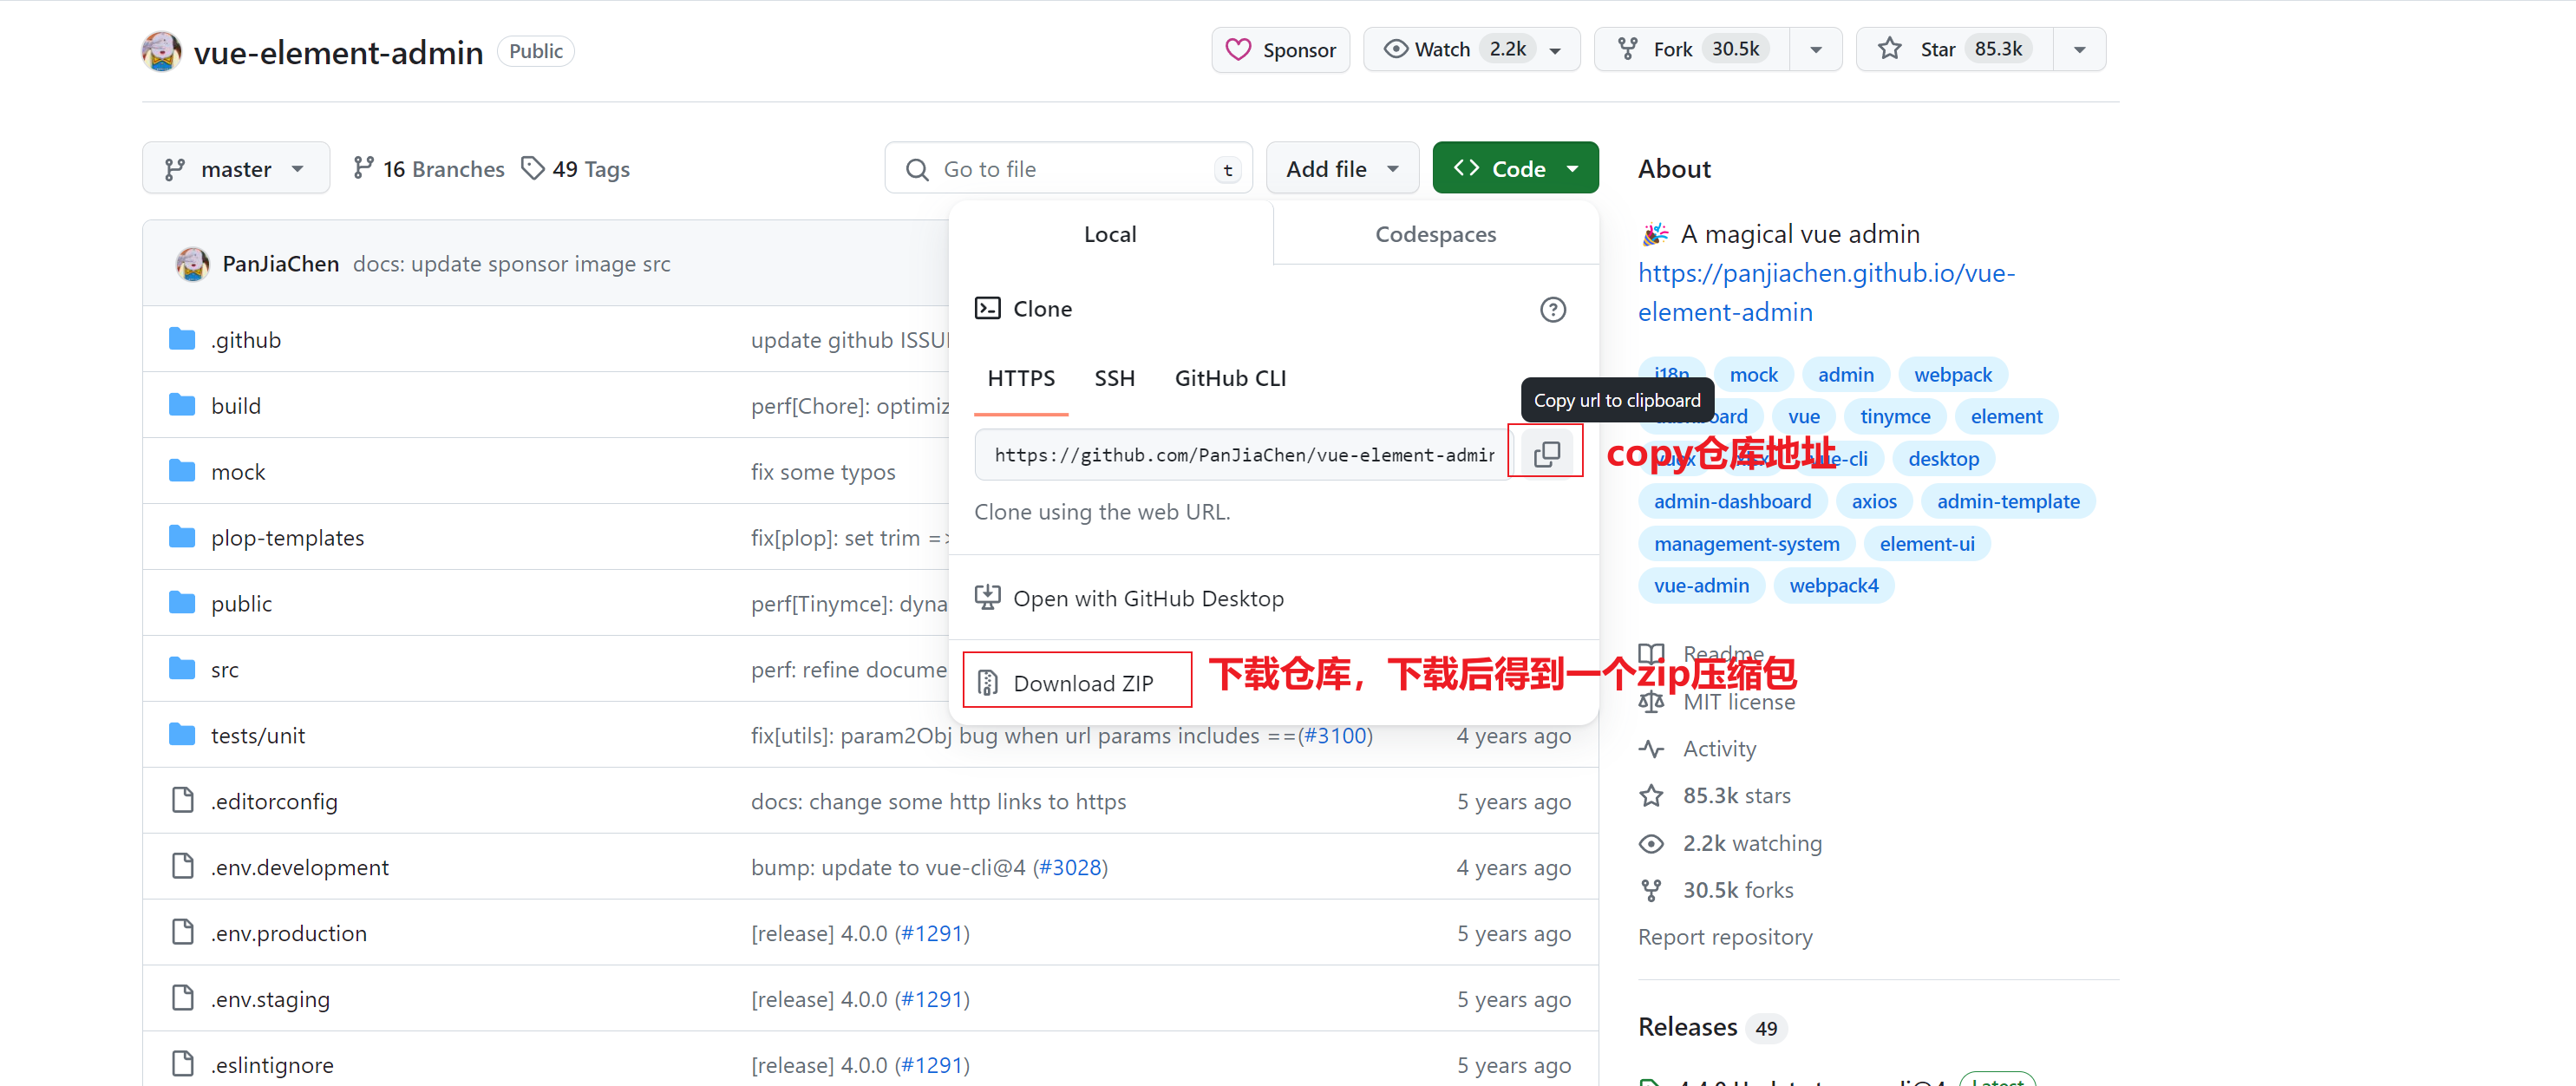 vue-element-admin Public
Sponsor
Watch 2.2k
Fork 30.5k
Star 85.3k
master
16 Branches
49 Tags
Go to file t
Add file
Code
PanJiaChen docs: update sponsor image src
.github update github ISSU
build perf[Chore]: optimiz
mock fix some typos
plop-templates fix[plop]: set trim =>
public perf[Tinymce]: dyna
src perf: refine docume
tests/unit fix[utils]: param2Obj bug when url params includes ==(#3100) 4 years ago
.editorconfig docs: change some http links to https 5 years ago
.env.development bump: update to vue-cli@4 (#3028) 4 years ago
.env.production [release] 4.0.0 (#1291) 5 years ago
.env.staging [release] 4.0.0 (#1291) 5 years ago
.eslintignore [release] 4.0.0 (#1291) 5 years ago
Local
Codespaces
Clone
HTTPS SSH GitHub CLI
Copy url to clipboard
https://github.com/PanJiaChen/vue-element-admin
copy仓库地址
Clone using the web URL.
Open with GitHub Desktop
Download ZIP
下载仓库，下载后得到一个zip压缩包
About
A magical vue admin
https://panjiachen.github.io/vue-
element-admin
i18n mock admin webpack
vue tinymce element
desktop
admin-dashboard axios admin-template
management-system element-ui
vue-admin webpack4
Readme
MIT license
Activity
85.3k stars
2.2k watching
30.5k forks
Report repository
Releases 49
Latest